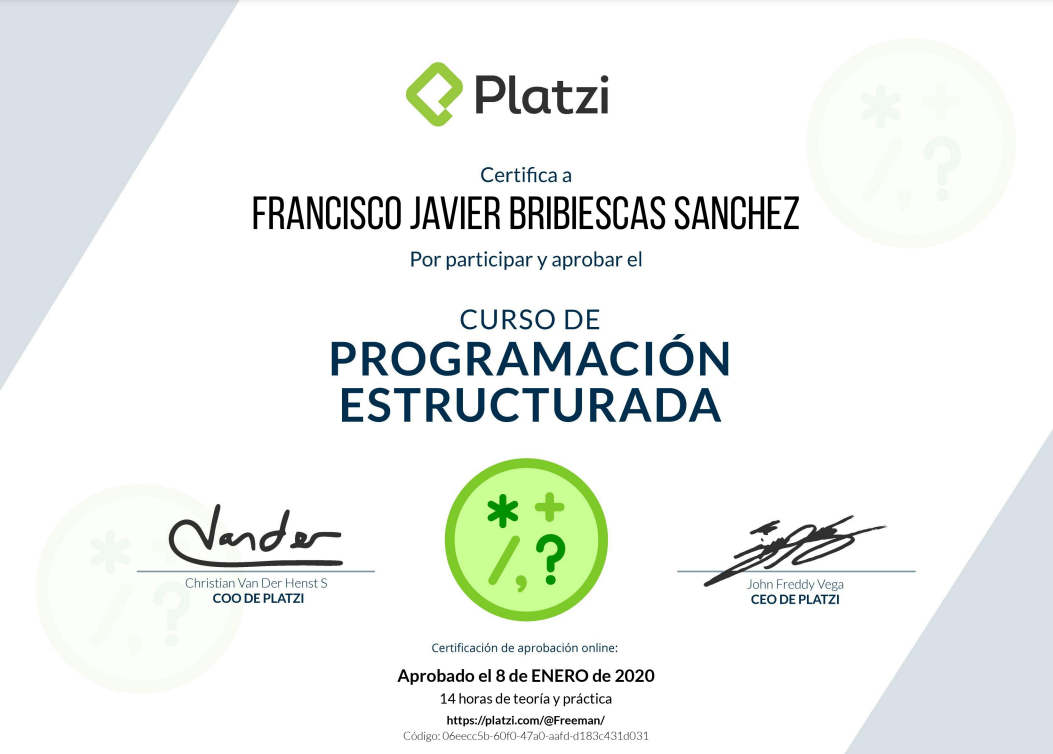 Platzi
Certifica a
FRANCISCO JAVIER BRIBIESCAS SANCHEZ
Por participar y aprobar el
CURSO DE
PROGRAMACIÓN
ESTRUCTURADA
* +
/ , ?
Vander
Christian Van Der Henst S
COO DE PLATZI
John Freddy Vega
CEO DE PLATZI
Certificación de aprobación online:
Aprobado el 8 de ENERO de 2020
14 horas de teoría y práctica
https://platzi.com/@Freeman/
Código: 06eecc5b-60f0-47a0-aafd-d183c431d031